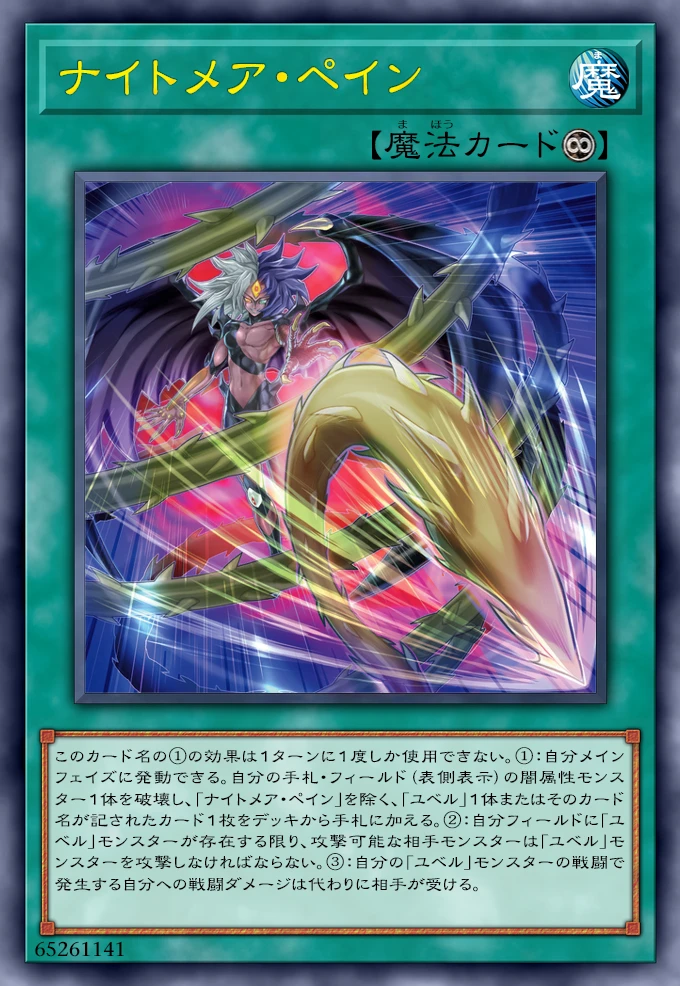 ナイトメア・ペイン
魔
ま
【魔法カード】
ま ほう
このカード名の①の効果は１ターンに１度しか使用できない。①：自分メイン
フェイズに発動できる。自分の手札・フィールド（表側表示）の闇属性モンス
ター１体を破壊し、「ナイトメア・ペイン」を除く、「ユベル」１体またはそのカード
名が記されたカード１枚をデッキから手札に加える。②：自分フィールドに「ユ
ベル」モンスターが存在する限り、攻撃可能な相手モンスターは「ユベル」モ
ンスターを攻撃しなければならない。③：自分の「ユベル」モンスターの戦闘で
発生する自分への戦闘ダメージは代わりに相手が受ける。
65261141